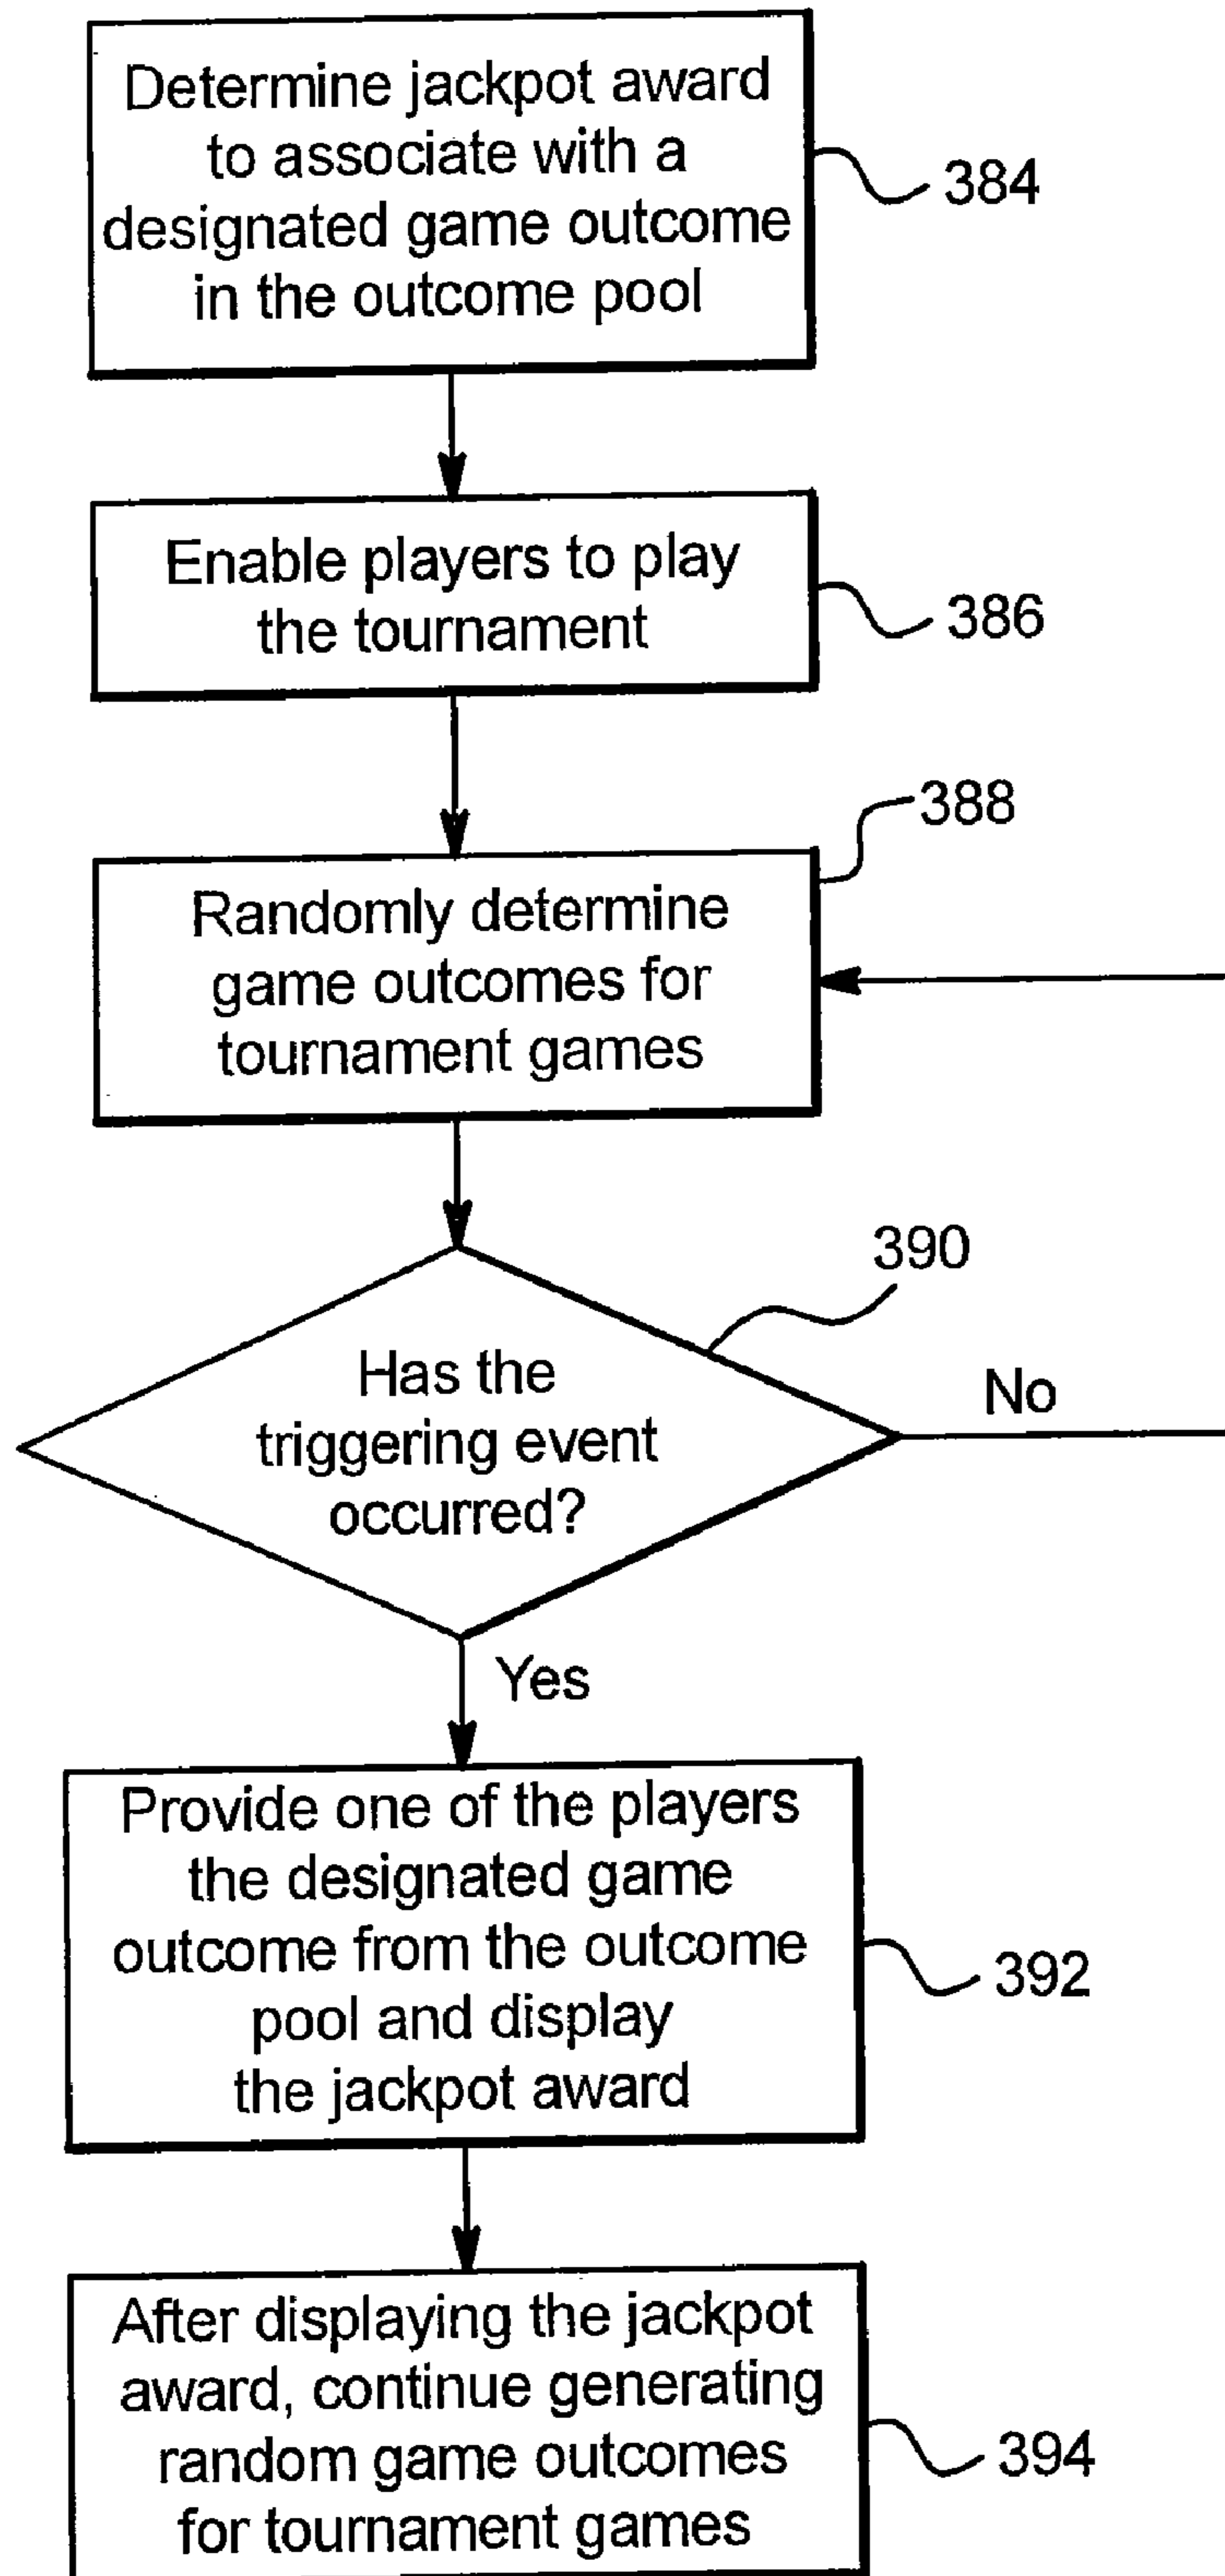 Determine jackpot award
to associate with a
designated game outcome
in the outcome pool
384
Enable players to play
the tournament
386
388
Randomly determine
game outcomes for
tournament games
390
Has the
triggering event
occurred?
No
Yes
Provide one of the players
the designated game
outcome from the outcome
pool and display
the jackpot award
392
After displaying the jackpot
award, continue generating
random game outcomes
for tournament games
394